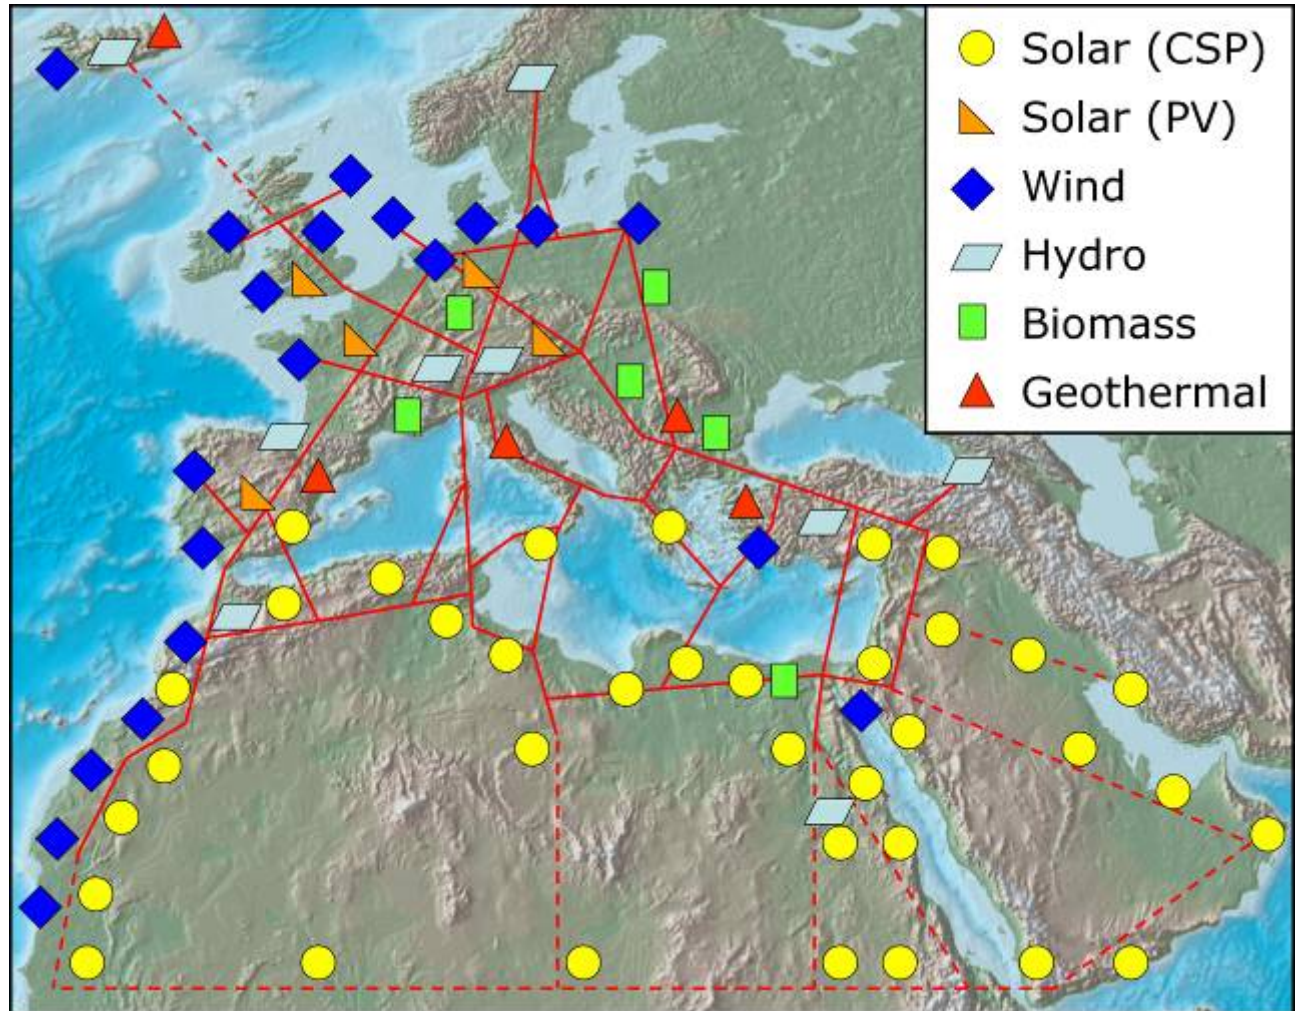 Solar (CSP)
Solar (PV)
Wind
Hydro
Biomass
Geothermal